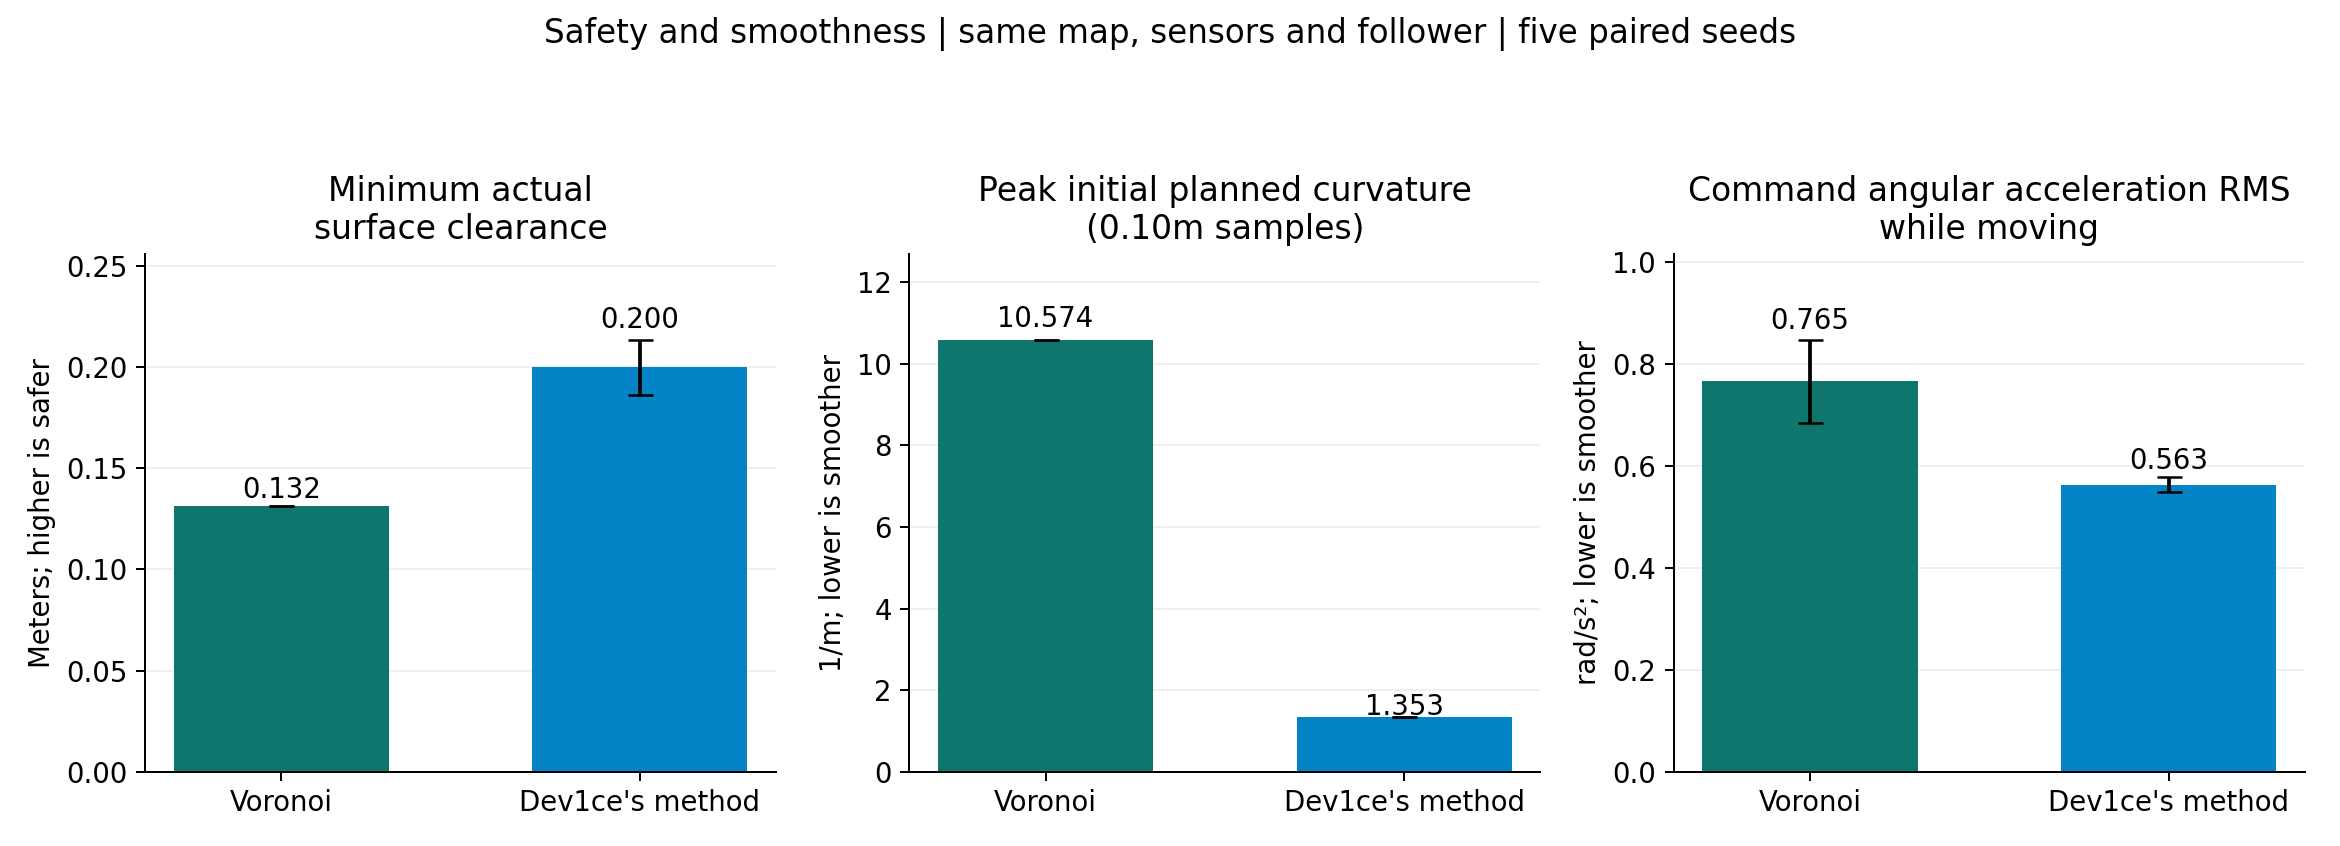 Safety and smoothness | same map, sensors and follower | five paired seeds
Minimum actual
surface clearance
Meters; higher is safer
0.25
0.20
0.15
0.10
0.05
0.00
0.132
0.200
Voronoi
Dev1ce's method
Peak initial planned curvature
(0.10m samples)
1/m; lower is smoother
12
10
8
6
4
2
0
10.574
1.353
Voronoi
Dev1ce's method
Command angular acceleration RMS
while moving
rad/s²; lower is smoother
1.0
0.8
0.6
0.4
0.2
0.0
0.765
0.563
Voronoi
Dev1ce's method